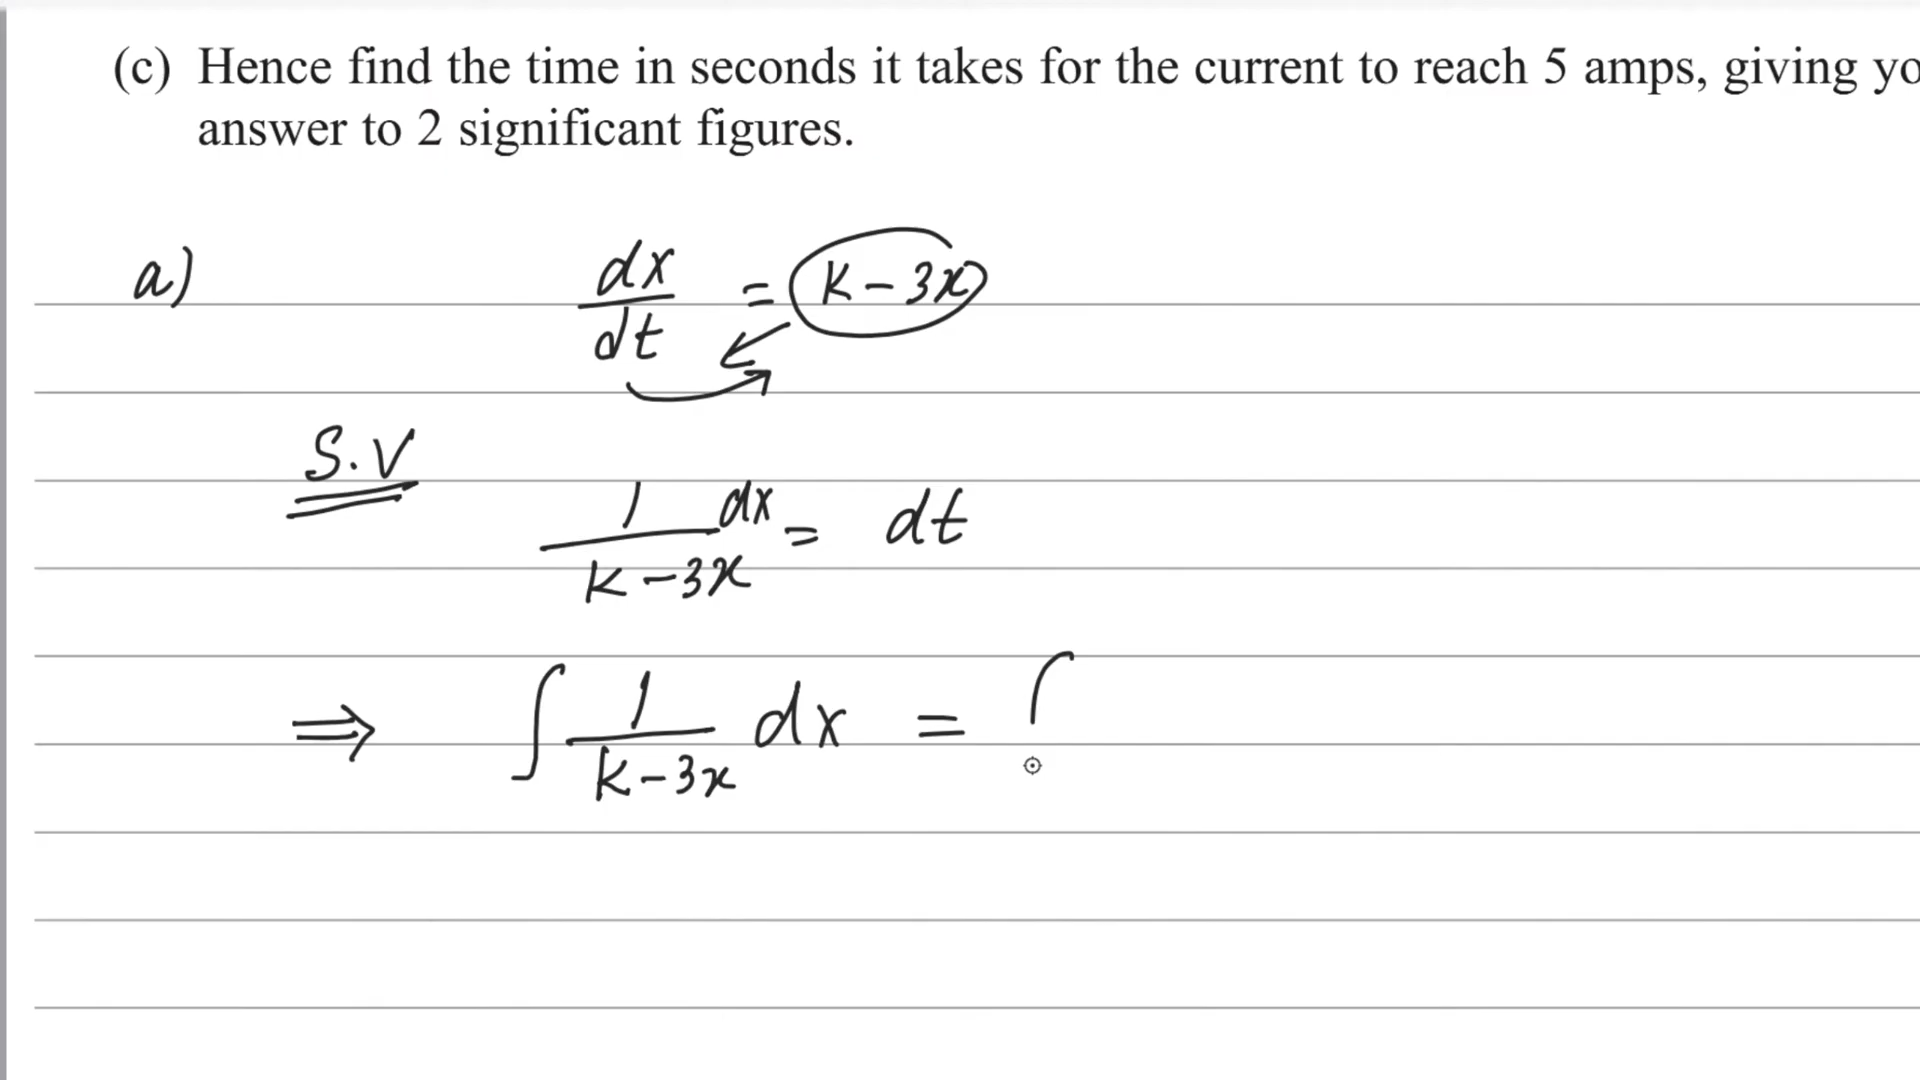 (c) Hence find the time in seconds it takes for the current to reach 5 amps, giving yo
answer to 2 significant figures.
a) dx/dt = k - 3x
S.V
1/(k - 3x) dx = dt
⇒ ∫ 1/(k - 3x) dx = ∫